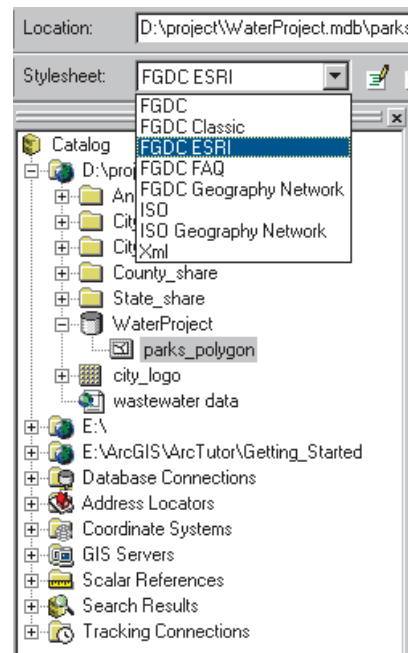 Location: D:\project\WaterProject.mdb\parks
Stylesheet: FGDC ESRI
FGDC
FGDC Classic
FGDC ESRI
FGDC FAQ
FGDC Geography Network
ISO
ISO Geography Network
Xml
Catalog
D:\proj
An
City
City
County_share
State_share
WaterProject
parks_polygon
city_logo
wastewater data
E:\
E:\ArcGIS\ArcTutor\Getting_Started
Database Connections
Address Locators
Coordinate Systems
GIS Servers
Scalar References
Search Results
Tracking Connections